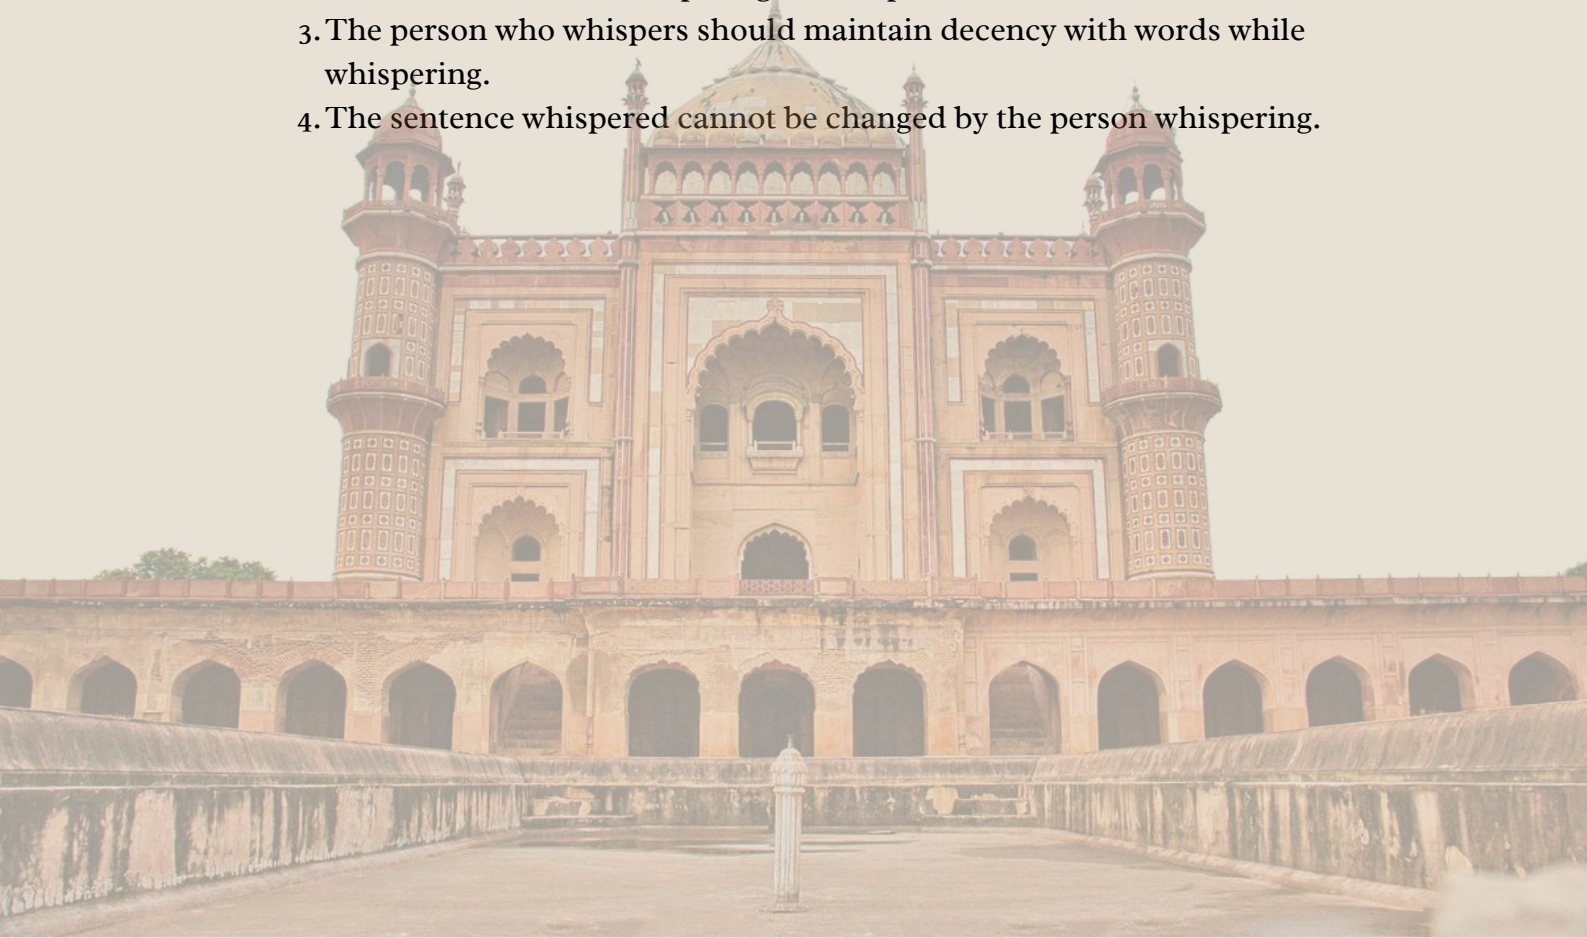 3. The person who whispers should maintain decency with words while
whispering.
4. The sentence whispered cannot be changed by the person whispering.